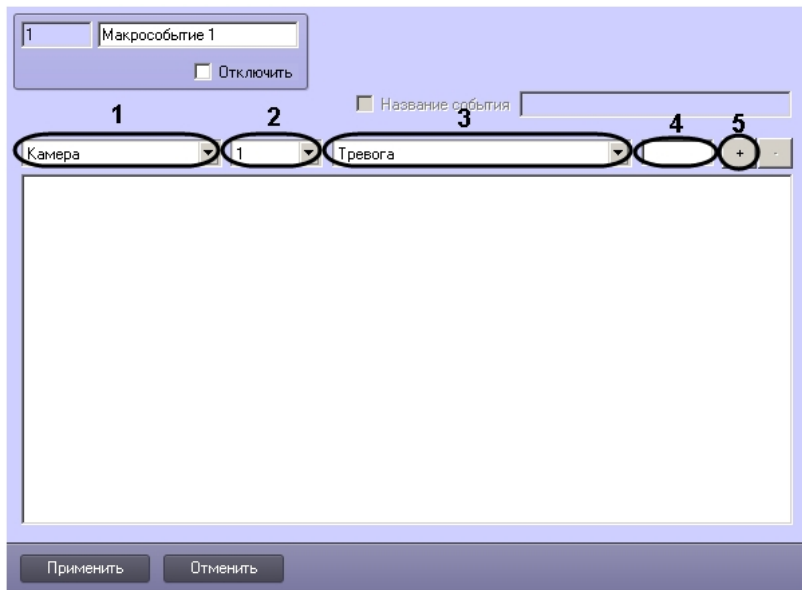 1 Макрособытие 1
Отключить
Название события
1 2 3 4 5
Камера 1 Тревога + -
Применить Отменить